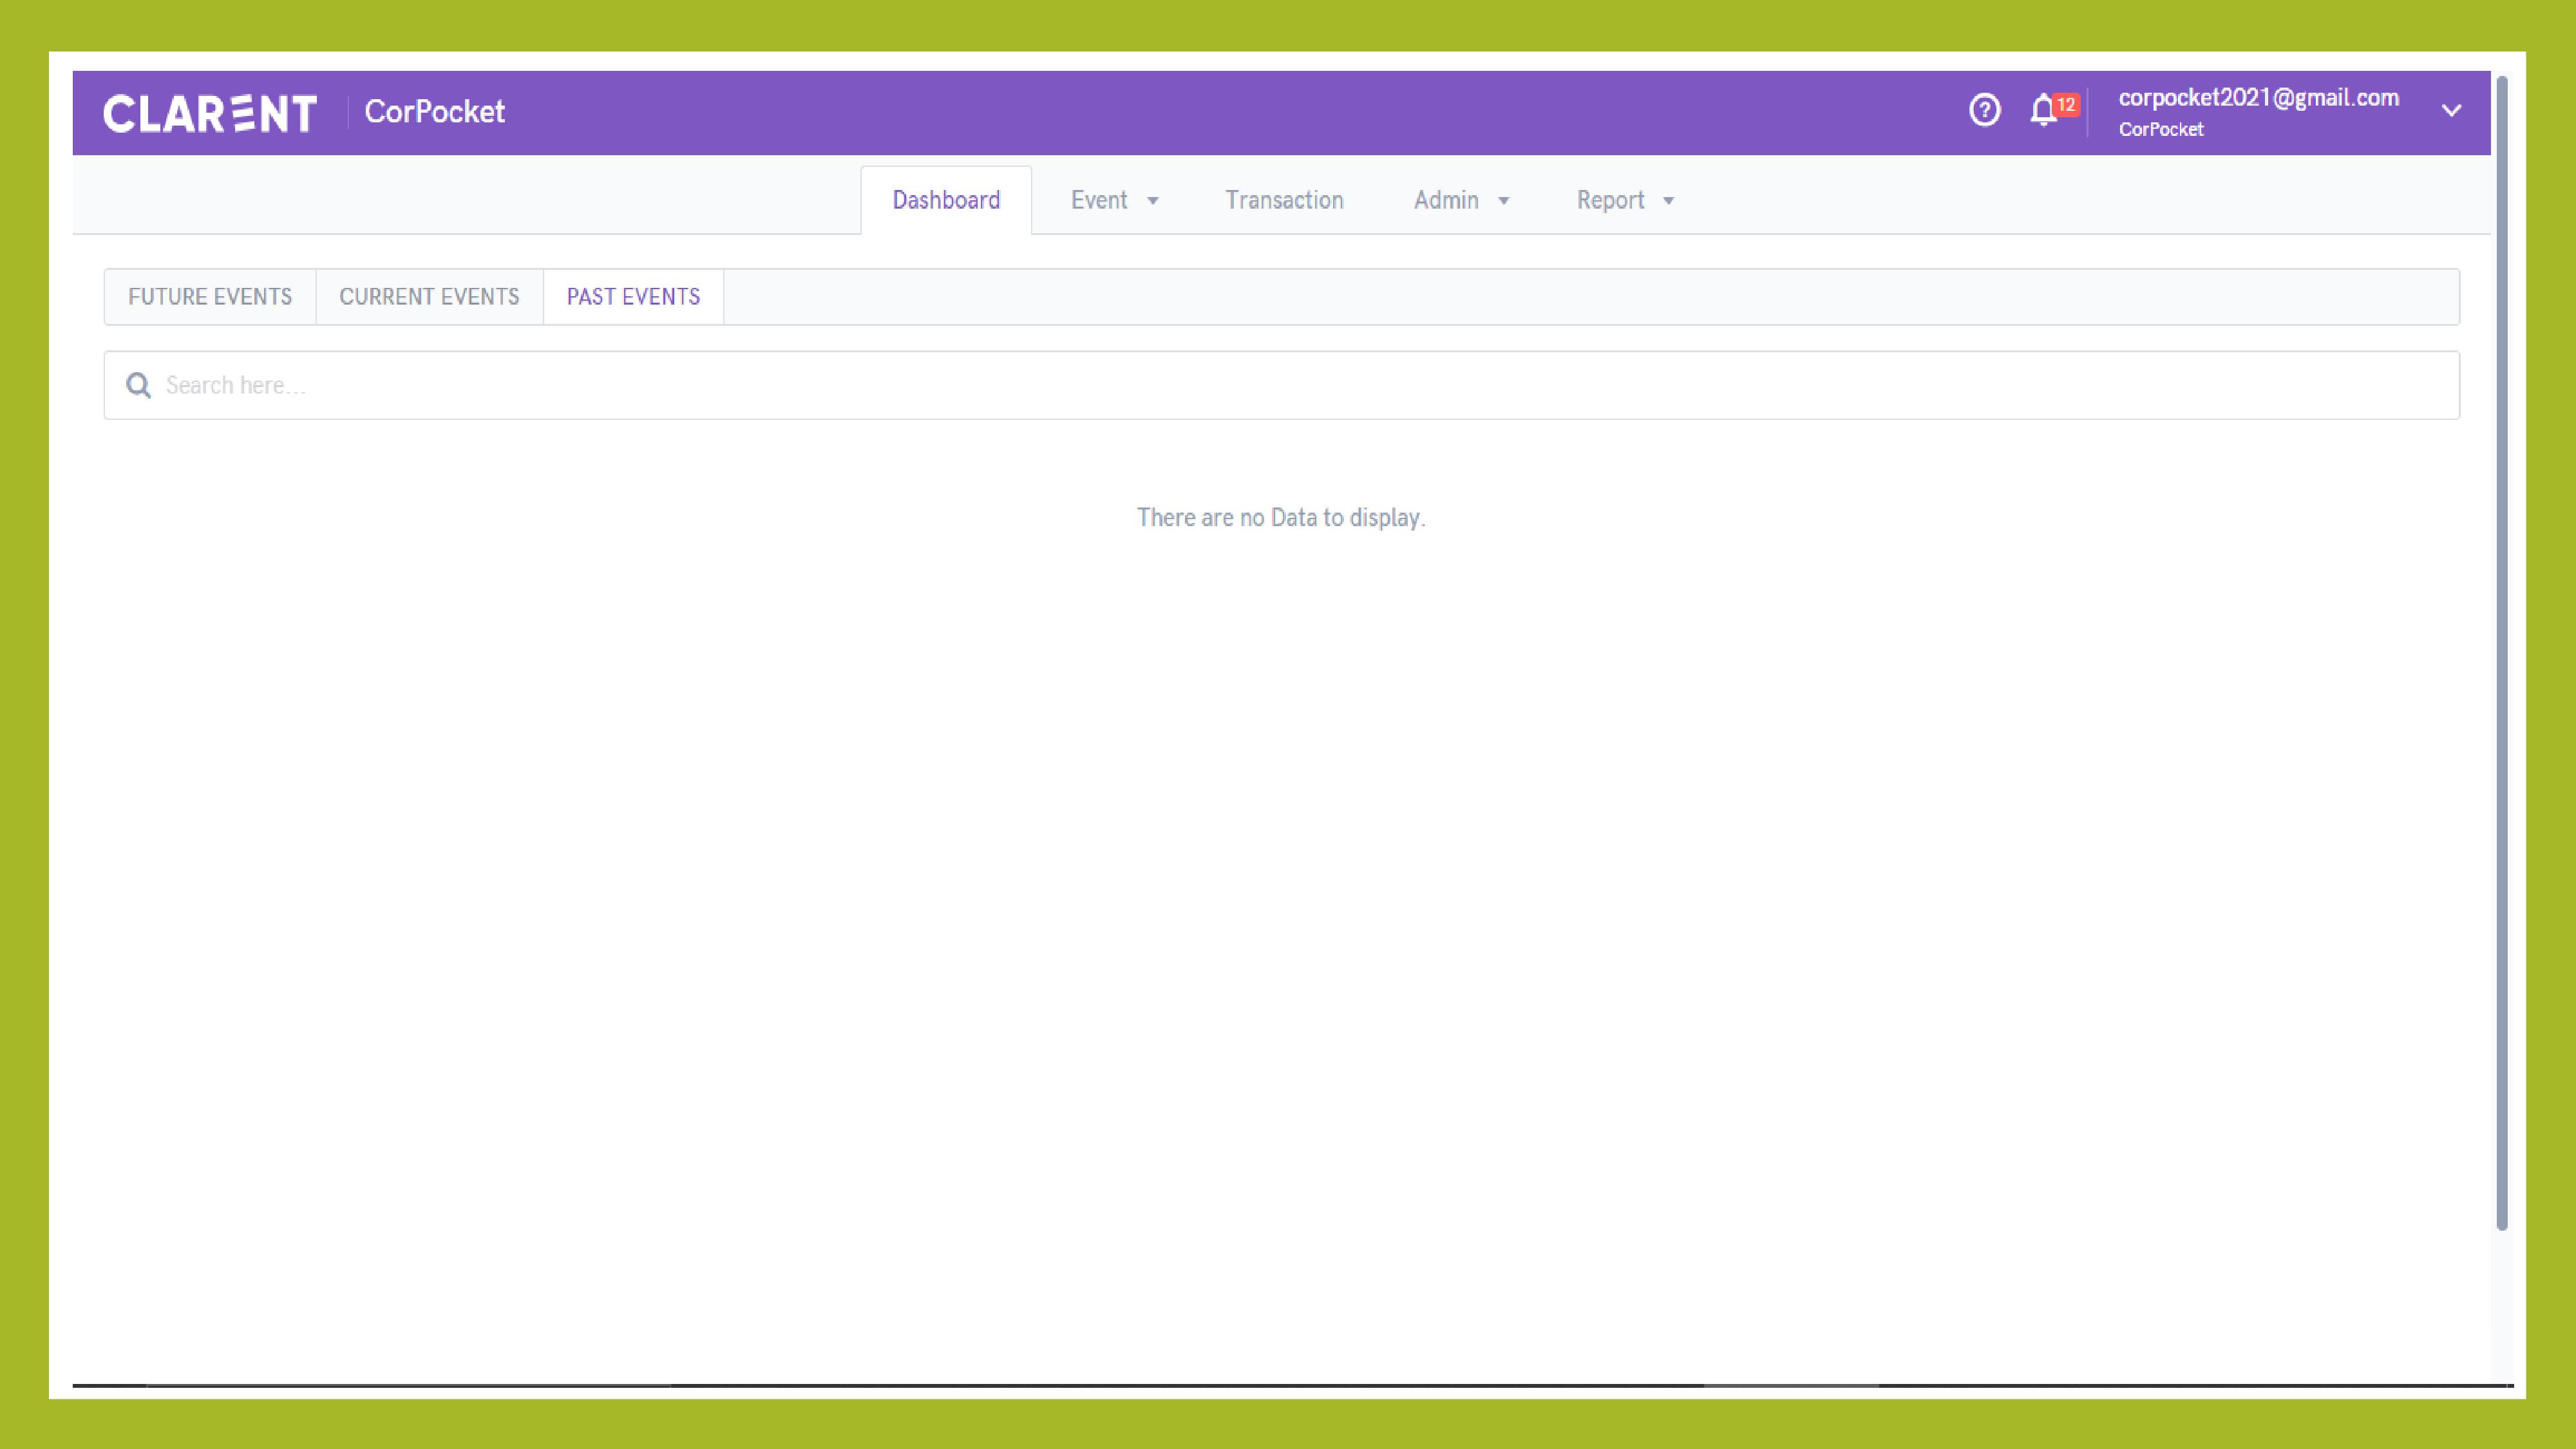 CLARENT CorPocket
? 12 corpocket2021@gmail.com
CorPocket
Dashboard Event Transaction Admin Report
FUTURE EVENTS CURRENT EVENTS PAST EVENTS
Search here...
There are no Data to display.